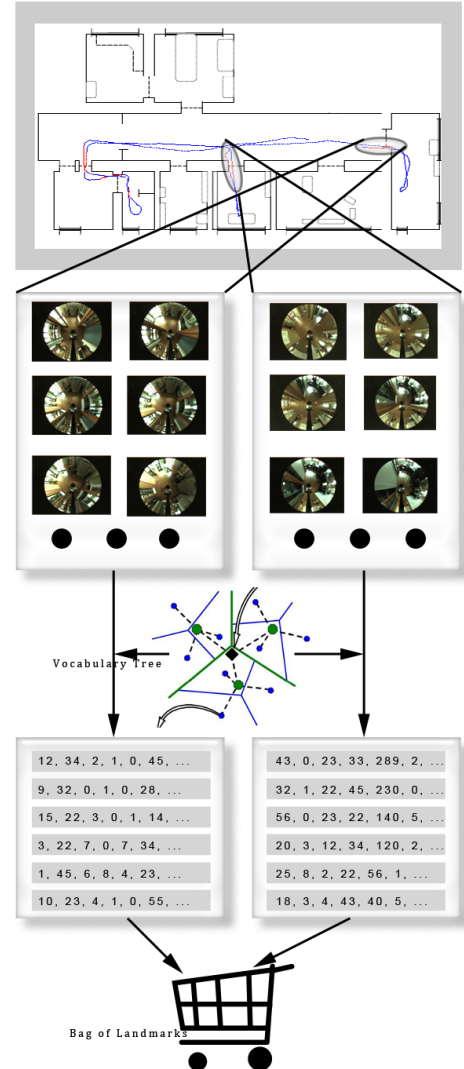 Vocabulary Tree
12, 34, 2, 1, 0, 45, ...
9, 32, 0, 1, 0, 28, ...
15, 22, 3, 0, 1, 14, ...
3, 22, 7, 0, 7, 34, ...
1, 45, 6, 8, 4, 23, ...
10, 23, 4, 1, 0, 55, ...
43, 0, 23, 33, 289, 2, ...
32, 1, 22, 45, 230, 0, ...
56, 0, 23, 22, 140, 5, ...
20, 3, 12, 34, 120, 2, ...
25, 8, 2, 22, 56, 1, ...
18, 3, 4, 43, 40, 5, ...
Bag of Landmarks